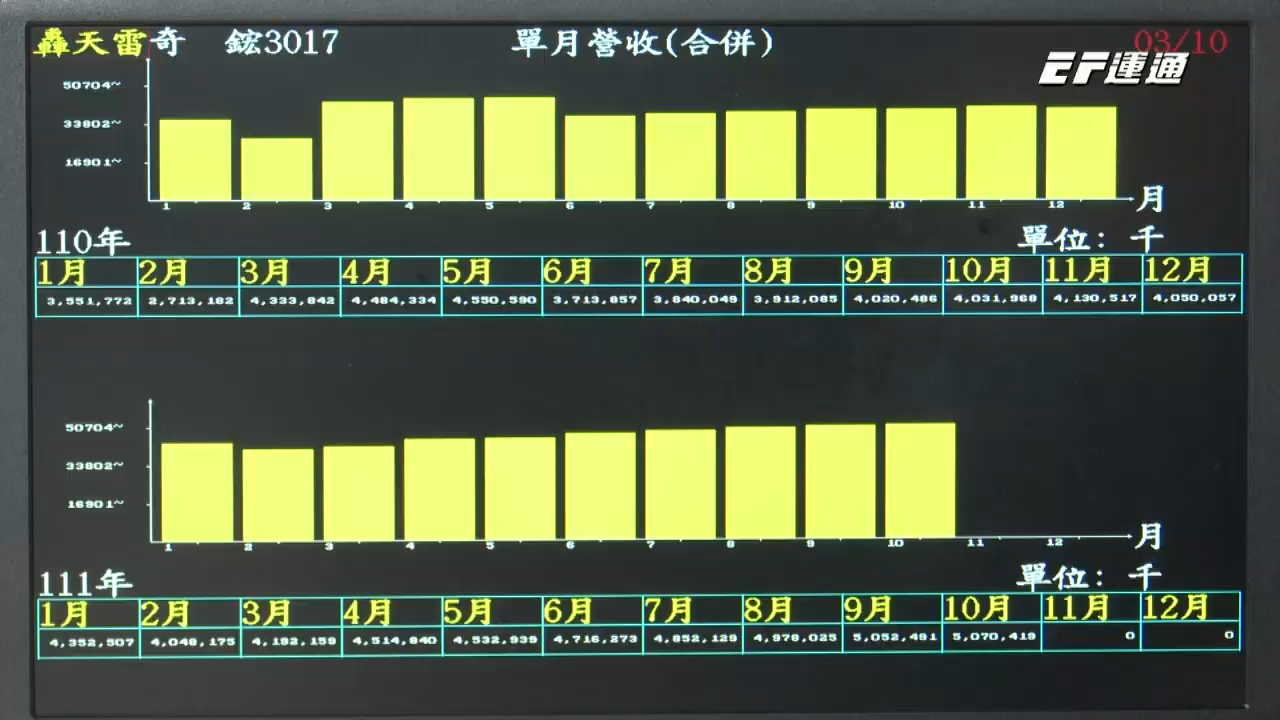 轟天雷奇 鋐3017 單月營收(合併) 03/10
EF運通
50704~
33802~
16901~
1 2 3 4 5 6 7 8 9 10 11 12 月
110年 單位: 千
1月 2月 3月 4月 5月 6月 7月 8月 9月 10月 11月 12月
3,551,772 2,713,182 4,333,842 4,484,334 4,550,590 3,713,857 3,840,049 3,912,085 4,020,486 4,031,968 4,130,517 4,050,057
50704~
33802~
16901~
1 2 3 4 5 6 7 8 9 10 11 12 月
111年 單位: 千
1月 2月 3月 4月 5月 6月 7月 8月 9月 10月 11月 12月
4,352,507 4,048,175 4,192,159 4,514,840 4,532,939 4,716,273 4,852,129 4,978,025 5,052,491 5,070,419 0 0